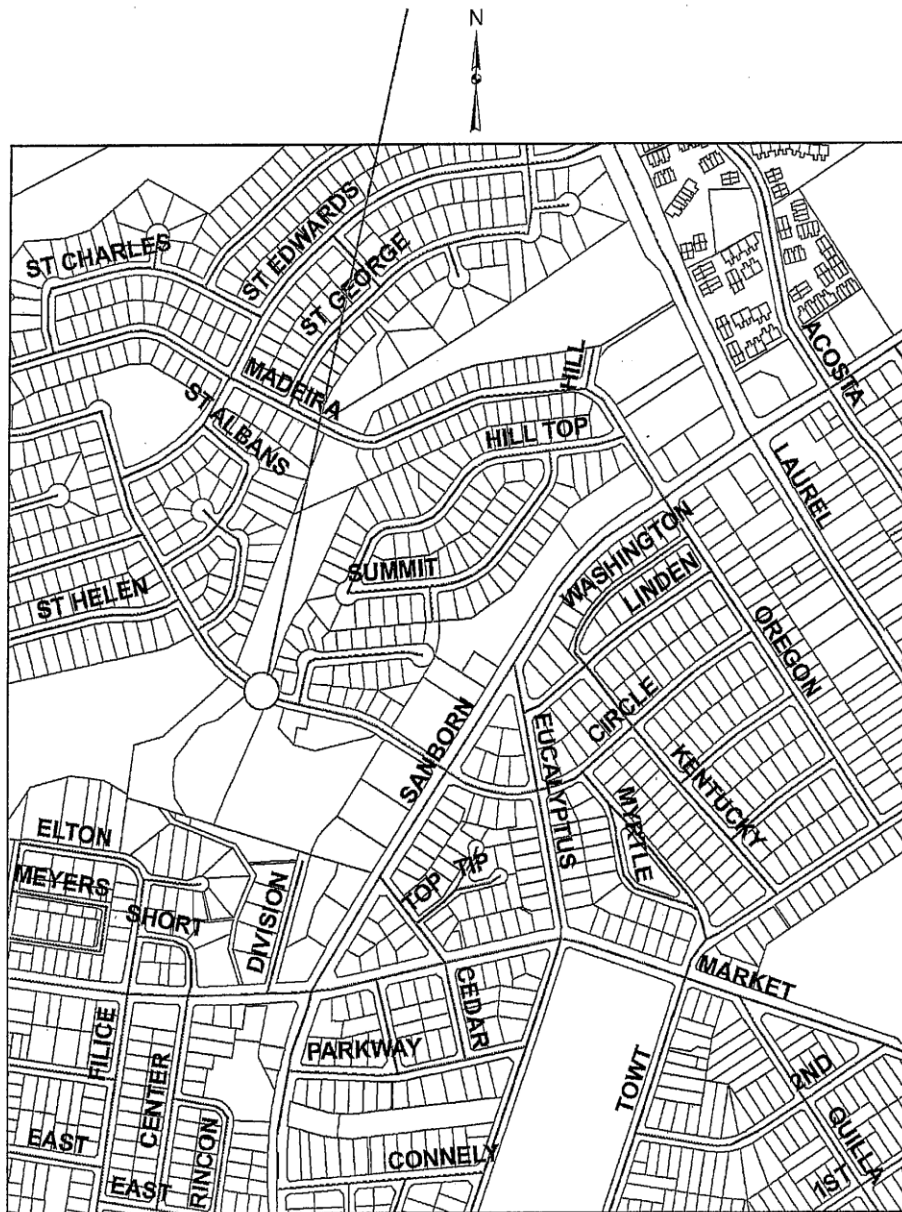 N
ST CHARLES
ST EDWARDS
ST GEORGE
ACOSTA
HILL
MADEIRA
ST ALBANS
HILL TOP
LAUREL
SUMMIT
WASHINGTON
ST HELEN
LINDEN
OREGON
CIRCLE
SANBORN
EUCALYPTUS
KENTUCKY
MYRTLE
ELTON
MEYERS
TOP TIP
SHORT
DIVISION
MARKET
CEDAR
FILICE
PARKWAY
CENTER
TOWT
2ND
EAST
RINCON
CONNELY
QUILLA
EAST
1ST